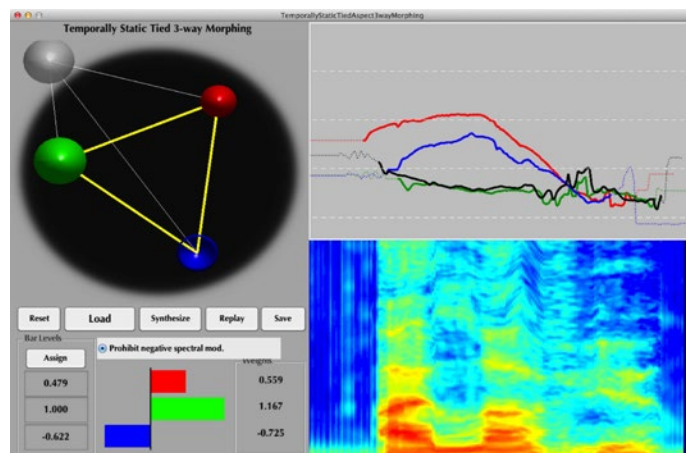 TemporallyStaticTiedAspect3wayMorphing
Temporally Static Tied 3-way Morphing
Reset Load Synthesize Replay Save
Bar Levels
Assign Prohibit negative spectral mod. Weights
0.479 0.559
1.000 1.167
-0.622 -0.725